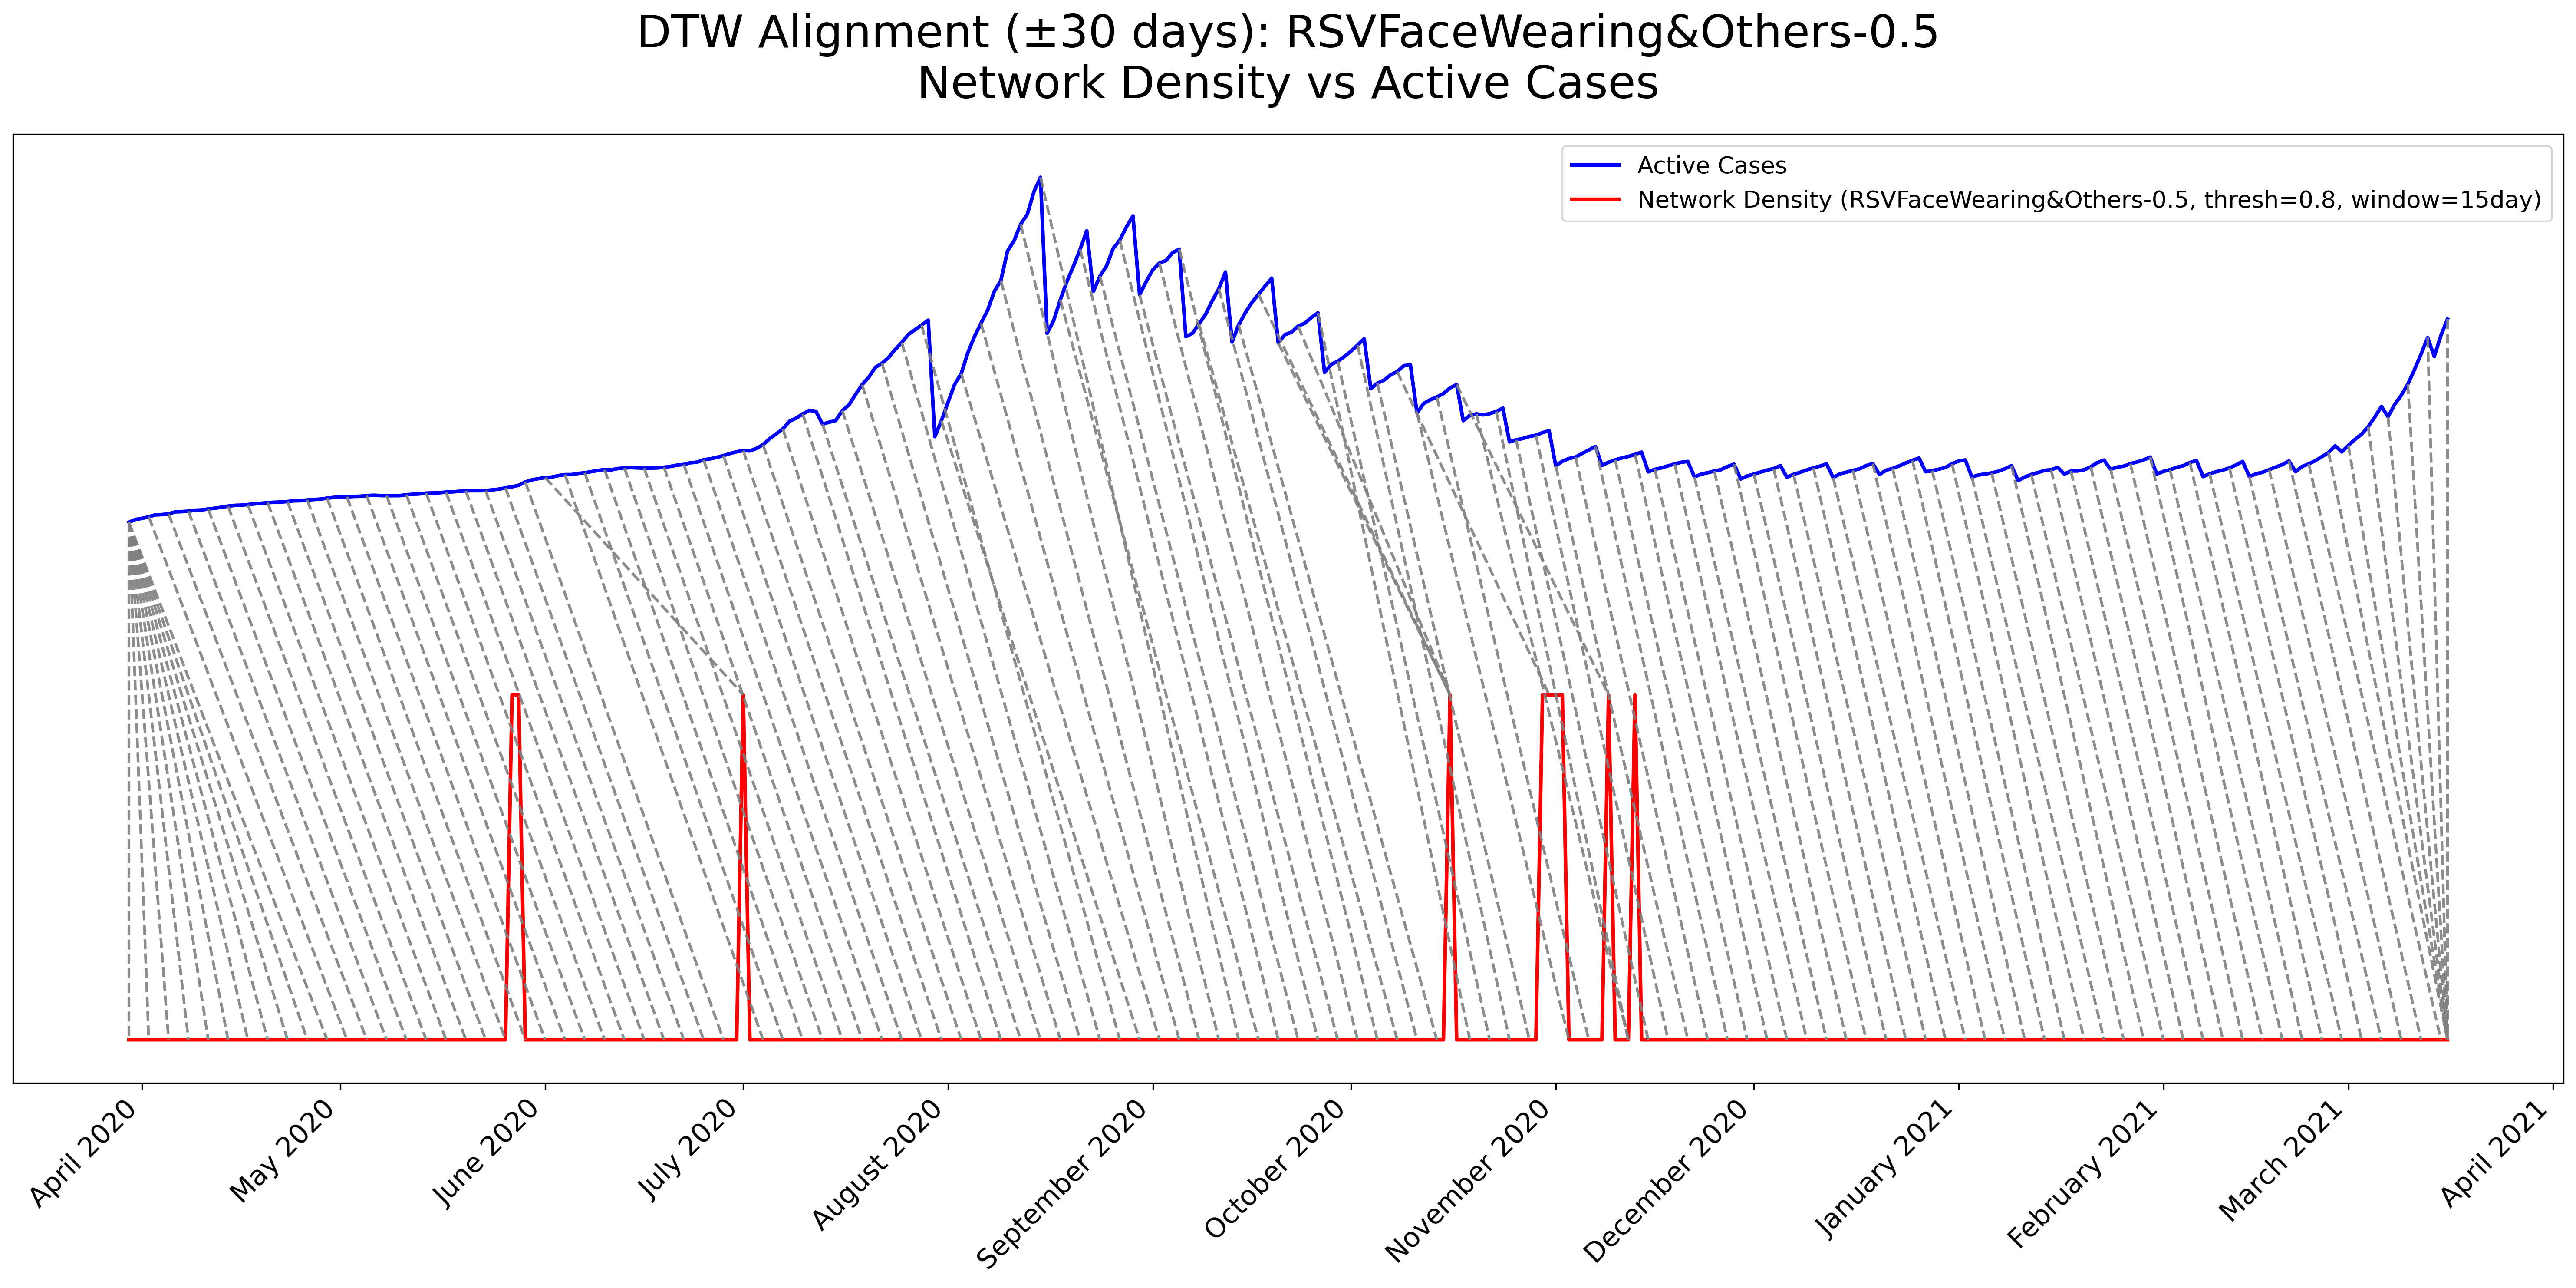 DTW Alignment (±30 days): RSVFaceWearing&Others-0.5
Network Density vs Active Cases
Active Cases
Network Density (RSVFaceWearing&Others-0.5, thresh=0.8, window=15day)
April 2020
May 2020
June 2020
July 2020
August 2020
September 2020
October 2020
November 2020
December 2020
January 2021
February 2021
March 2021
April 2021